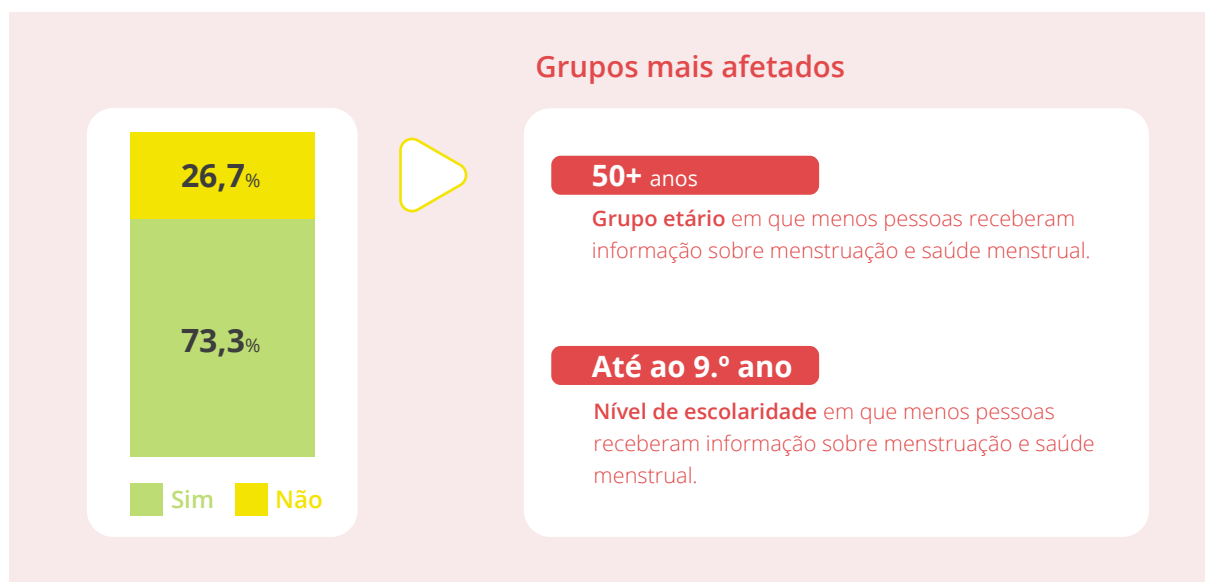 Grupos mais afetados
26,7%
73,3%
Sim Não
50+ anos
Grupo etário em que menos pessoas receberam
informação sobre menstruação e saúde menstrual.
Até ao 9.º ano
Nível de escolaridade em que menos pessoas
receberam informação sobre menstruação e saúde
menstrual.